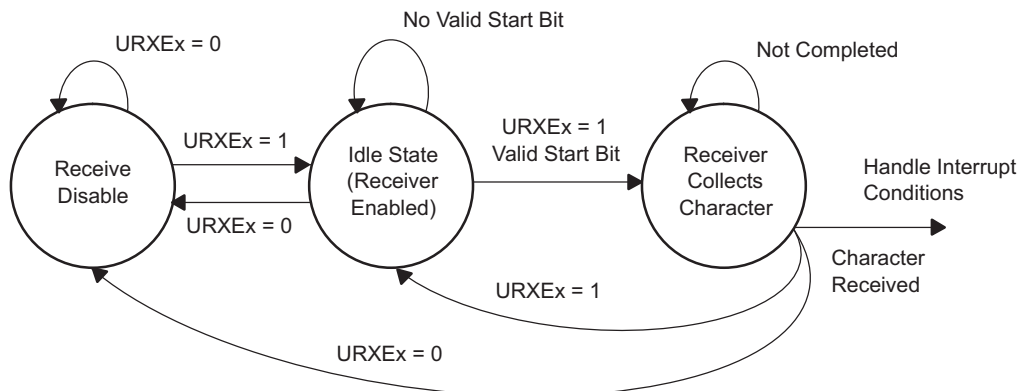 No Valid Start Bit
URXEx = 0
Not Completed
URXEx = 1
URXEx = 1
Valid Start Bit
Receive
Disable
Idle State
(Receiver
Enabled)
Receiver
Collects
Character
Handle Interrupt
Conditions
URXEx = 0
Character
Received
URXEx = 1
URXEx = 0